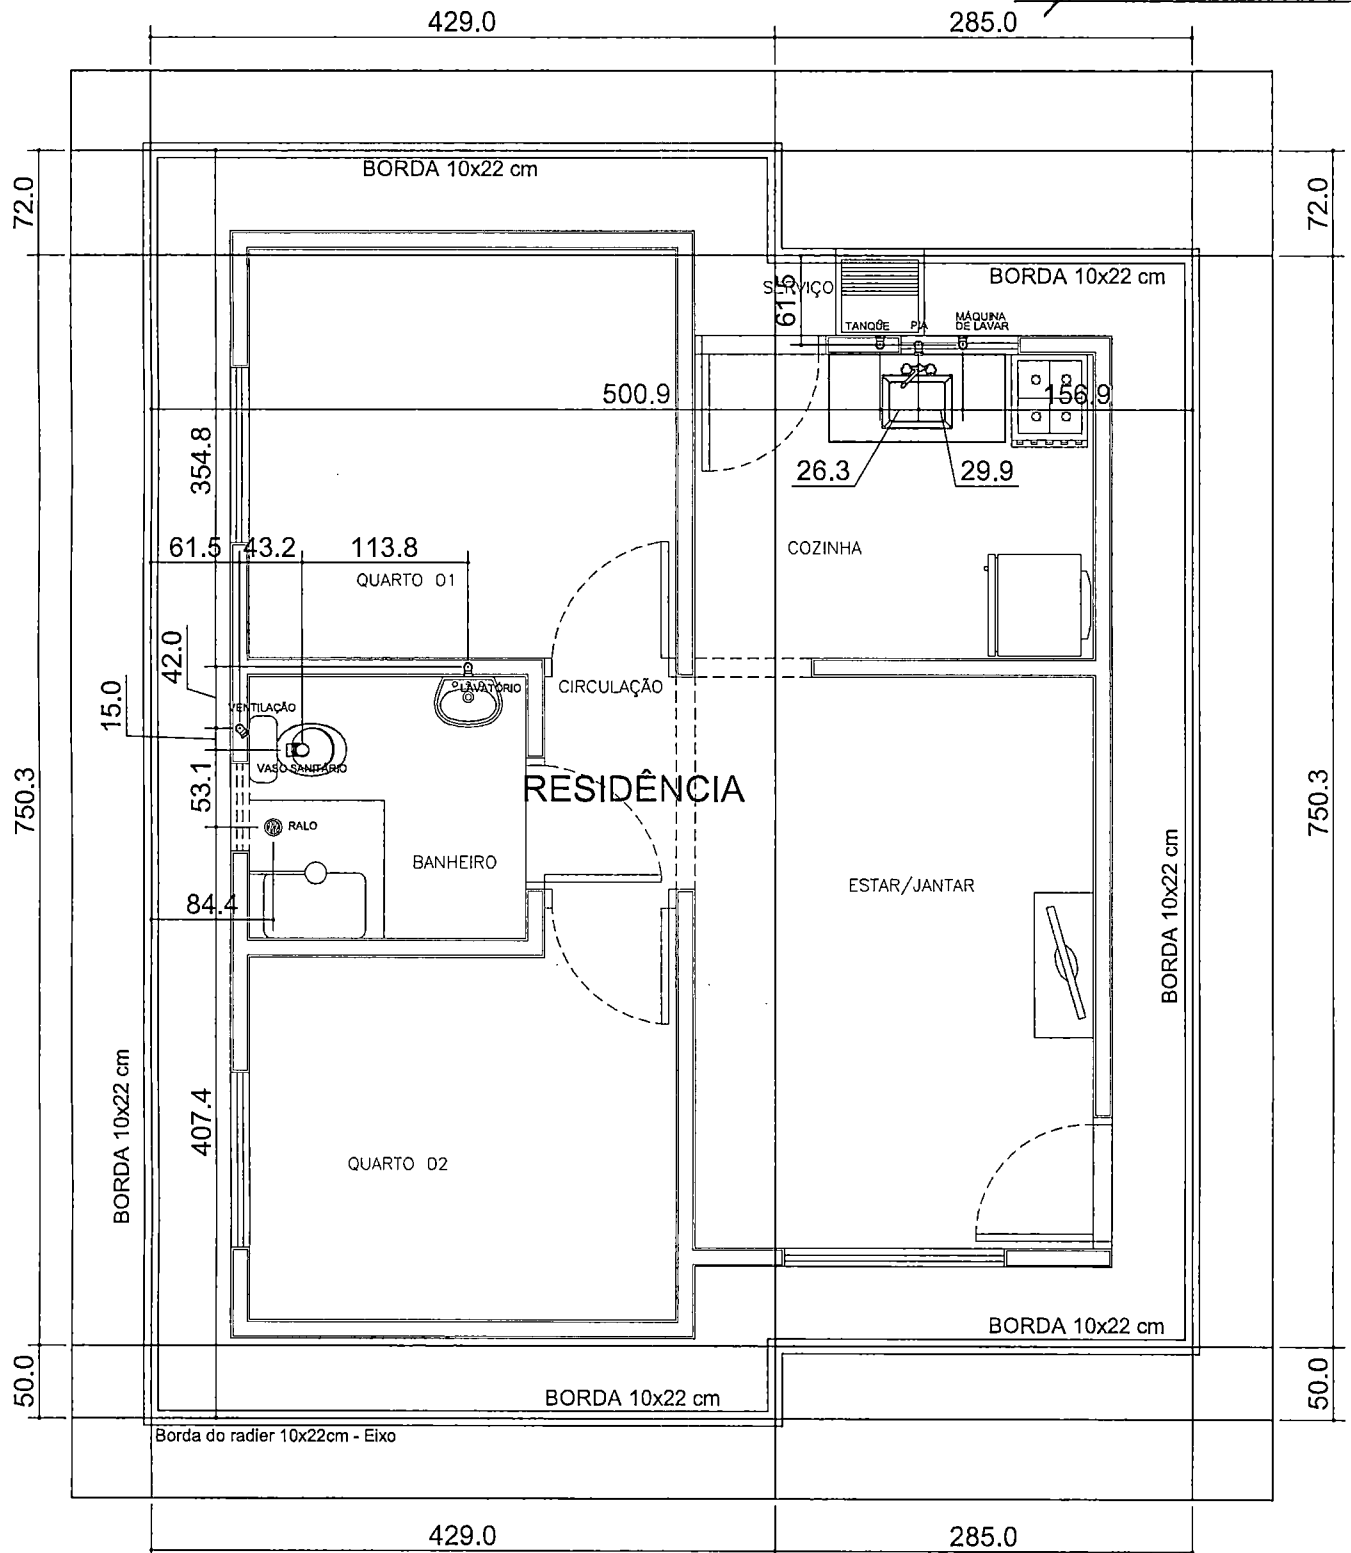 429.0
285.0
72.0
72.0
BORDA 10x22 cm
BORDA 10x22 cm
SERVIÇO
61.5
TANQUE
PIA
MÁQUINA
DE LAVAR
500.9
156.9
354.8
26.3
29.9
COZINHA
61.5
43.2
113.8
QUARTO 01
42.0
15.0
CIRCULAÇÃO
LAVATÓRIO
VENTILAÇÃO
VASO SANITÁRIO
53.1
RESIDÊNCIA
750.3
750.3
RALO
BANHEIRO
ESTAR/JANTAR
84.4
BORDA 10x22 cm
BORDA 10x22 cm
407.4
QUARTO 02
BORDA 10x22 cm
50.0
50.0
BORDA 10x22 cm
Borda do radier 10x22cm - Eixo
429.0
285.0